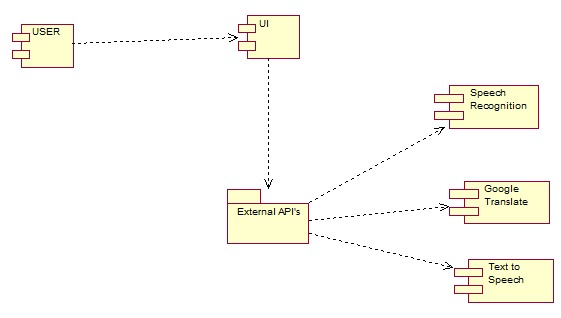 USER
UI
Speech
Recognition
External API's
Google
Translate
Text to
Speech